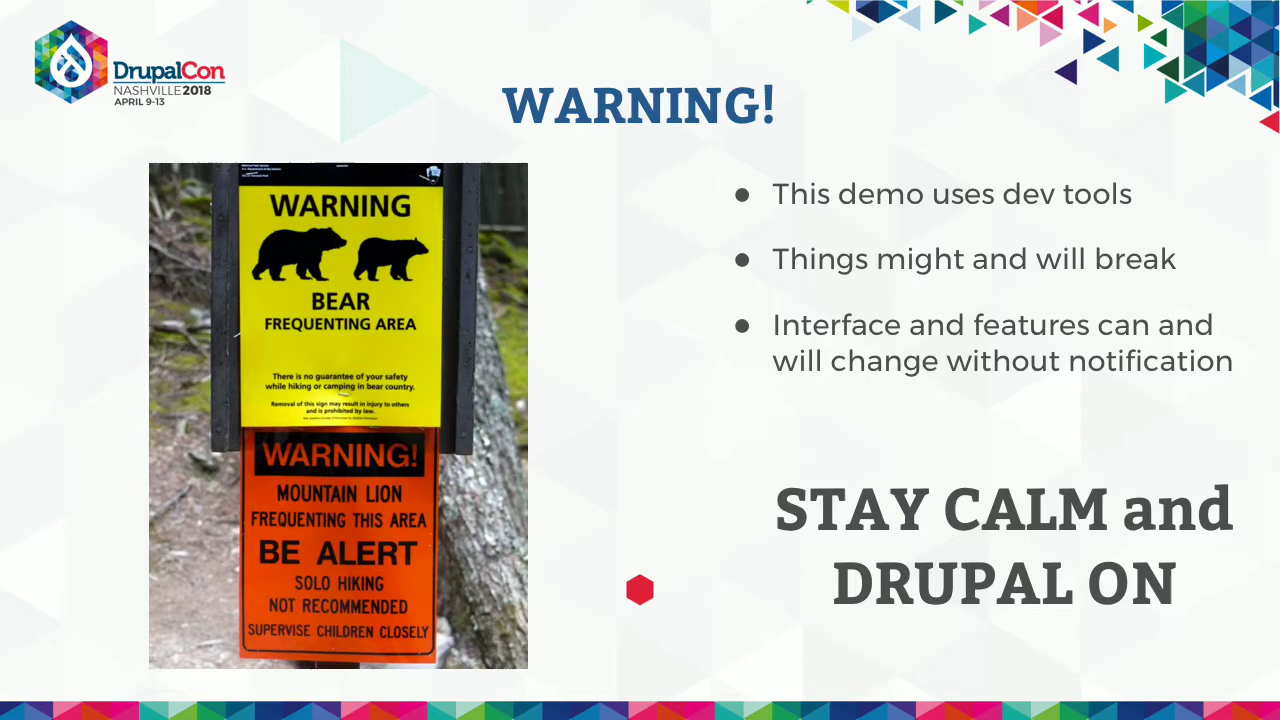 DrupalCon
NASHVILLE 2018
APRIL 9-13
WARNING!
WARNING
BEAR
FREQUENTING AREA
There is no guarantee of your safety
while hiking or camping in bear country.
Removal of this sign may result in injury to others
and is prohibited by law.
WARNING!
MOUNTAIN LION
FREQUENTING THIS AREA
BE ALERT
SOLO HIKING
NOT RECOMMENDED
SUPERVISE CHILDREN CLOSELY
● This demo uses dev tools
● Things might and will break
● Interface and features can and
will change without notification
STAY CALM and
DRUPAL ON